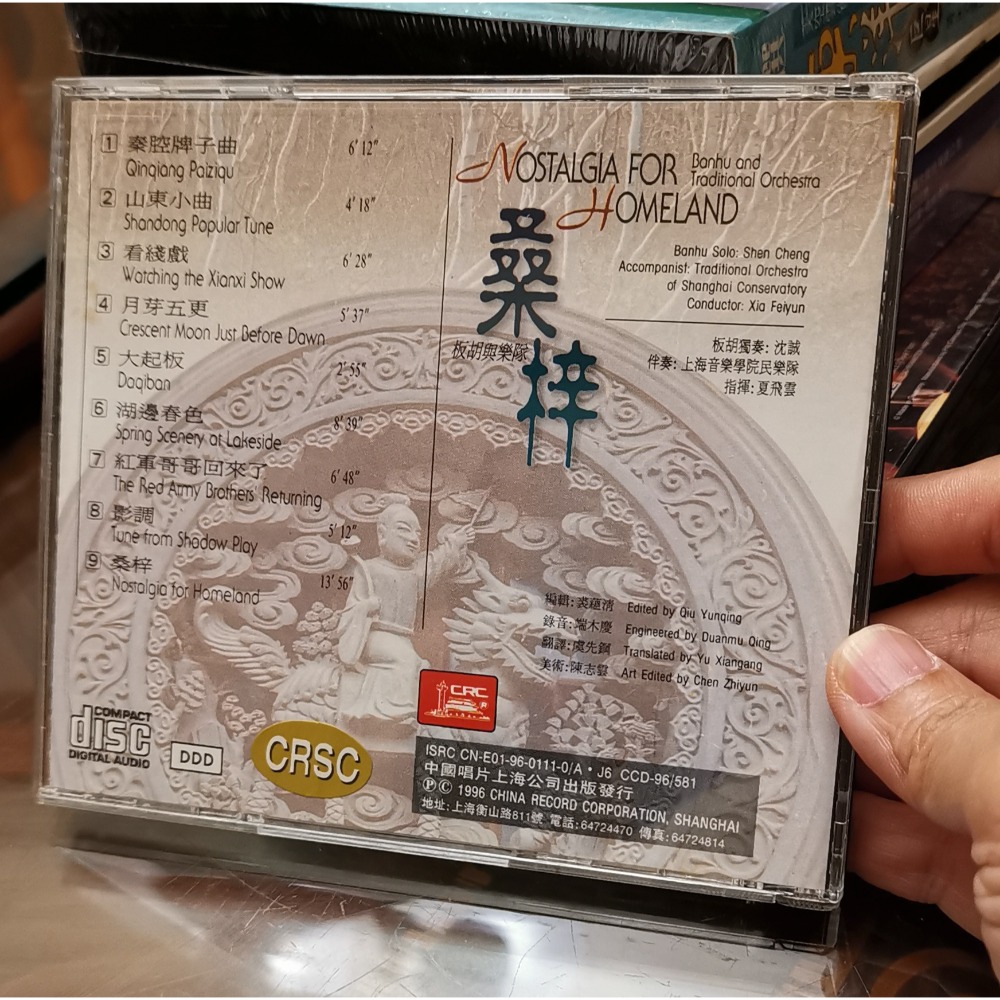 1 秦腔牌子曲 6'12"
Qinqiang Paiziqu
2 山東小曲 4'18"
Shandong Popular Tune
3 看綫戲 6'28"
Watching the Xianxi Show
4 月芽五更 5'37"
Crescent Moon Just Before Dawn
5 大起板 2'55"
Daqiban
6 湖邊春色 8'39"
Spring Scenery at Lakeside
7 紅軍哥哥回來了 6'48"
The Red Army Brothers' Returning
8 影調 5'12"
Tune from Shadow Play
9 桑梓 13'56"
Nostalgia for Homeland
NOSTALGIA FOR HOMELAND
Banhu and
Traditional Orchestra
桑梓
板胡與樂隊
Banhu Solo: Shen Cheng
Accompanist: Traditional Orchestra
of Shanghai Conservatory
Conductor: Xia Feiyun
板胡獨奏: 沈誠
伴奏: 上海音樂學院民樂隊
指揮: 夏飛雲
編輯: 裘蘊清 Edited by Qiu Yunqing
錄音: 端木慶 Engineered by Duanmu Qing
翻譯: 虞先鋼 Translated by Yu Xiangang
美術: 陳志雲 Art Edited by Chen Zhiyun
CRC
COMPACT
disc
DIGITAL AUDIO
DDD
CRSC
ISRC CN-E01-96-0111-0/A・J6 CCD-96/581
中國唱片上海公司出版發行
Ⓟ© 1996 CHINA RECORD CORPORATION, SHANGHAI
地址: 上海衡山路811號 電話: 64724470 傳真: 64724814